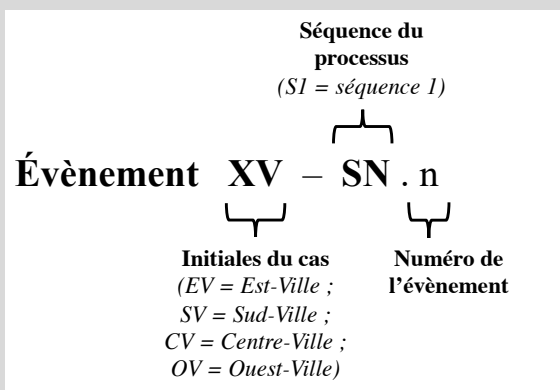 Séquence du
processus
(S1 = séquence 1)
Évènement XV – SN . n
Initiales du cas
(EV = Est-Ville ;
SV = Sud-Ville ;
CV = Centre-Ville ;
OV = Ouest-Ville)
Numéro de
l'évènement